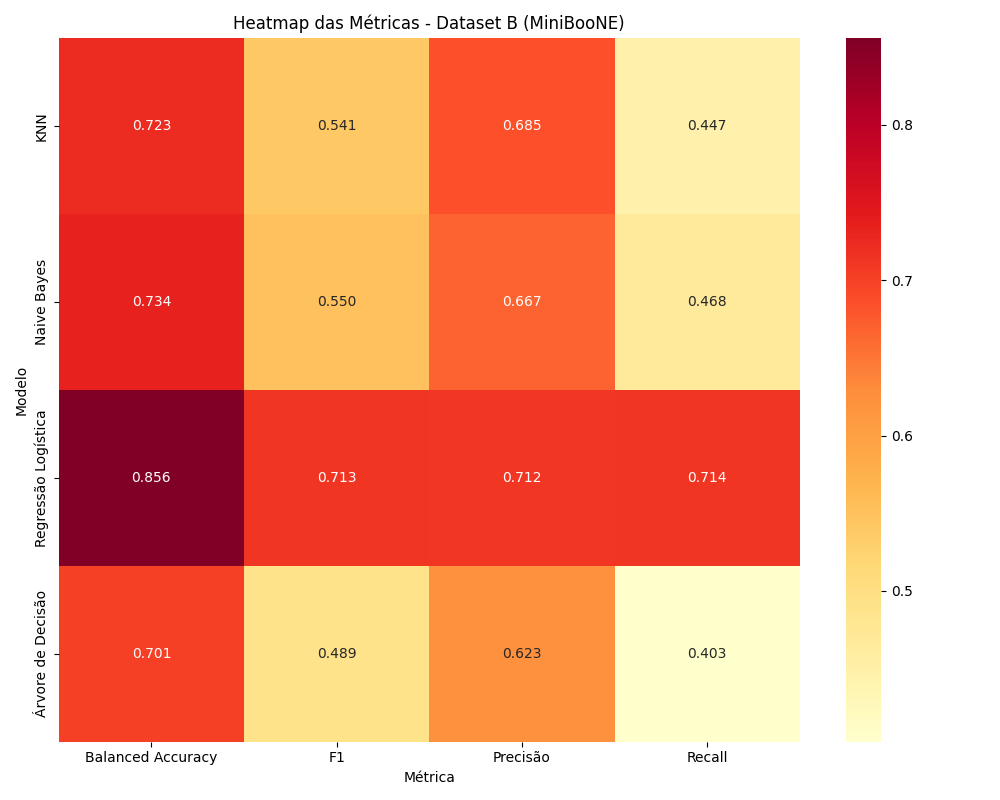 Heatmap das Métricas - Dataset B (MiniBooNE)
Modelo
KNN
0.723 0.541 0.685 0.447
Naive Bayes
0.734 0.550 0.667 0.468
Regressão Logística
0.856 0.713 0.712 0.714
Árvore de Decisão
0.701 0.489 0.623 0.403
Balanced Accuracy F1 Precisão Recall
Métrica
0.8
0.7
0.6
0.5